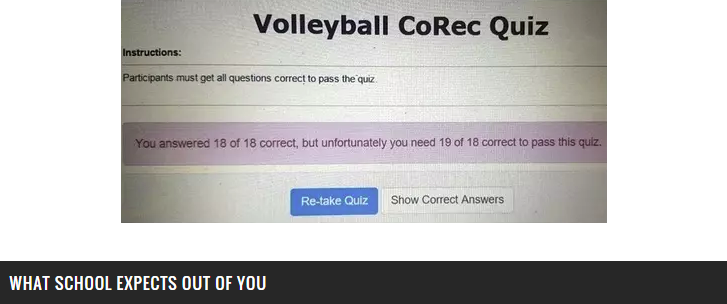 Volleyball CoRec Quiz
Instructions:
Participants must get all questions correct to pass the quiz.
You answered 18 of 18 correct, but unfortunately you need 19 of 18 correct to pass this quiz.
Re-take Quiz Show Correct Answers
WHAT SCHOOL EXPECTS OUT OF YOU